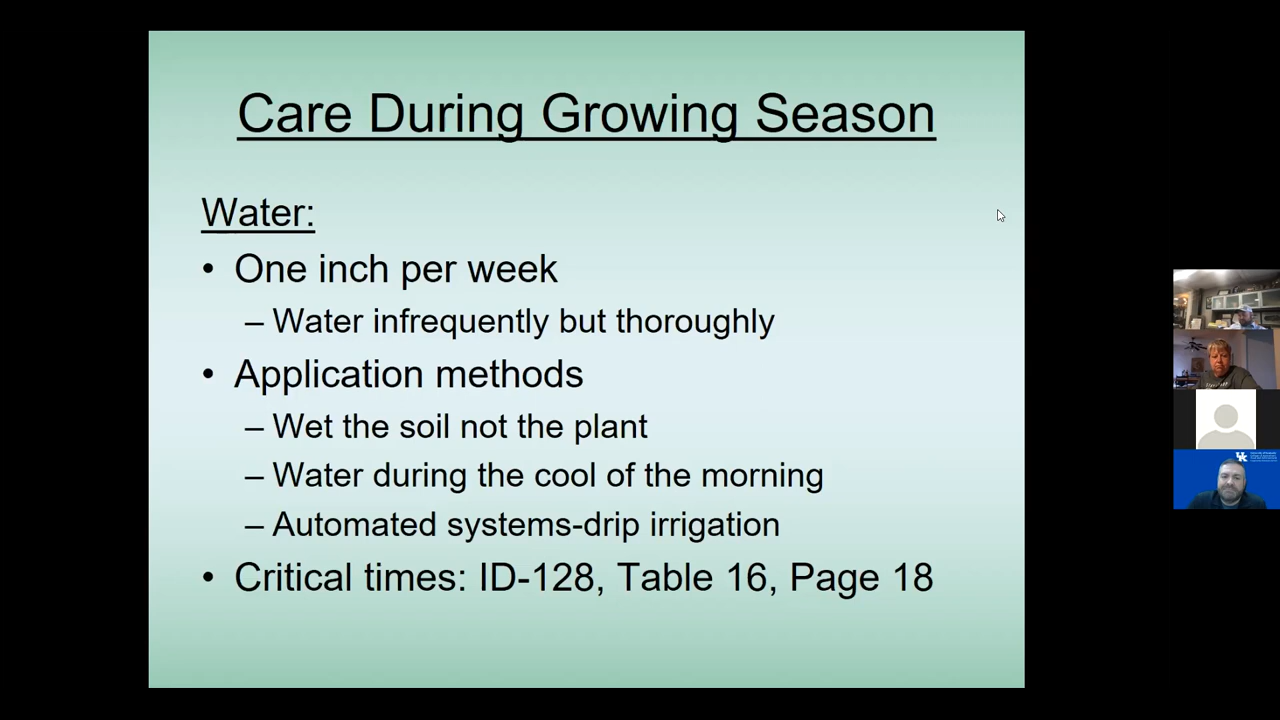 Care During Growing Season
Water:
• One inch per week
– Water infrequently but thoroughly
• Application methods
– Wet the soil not the plant
– Water during the cool of the morning
– Automated systems-drip irrigation
• Critical times: ID-128, Table 16, Page 18
UK